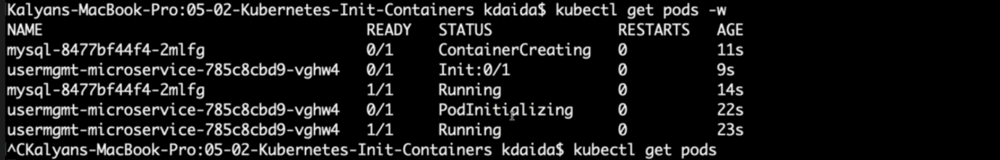 Kalyans-MacBook-Pro:05-02-Kubernetes-Init-Containers kdaida$ kubectl get pods -w
NAME READY STATUS RESTARTS AGE
mysql-8477bf44f4-2mlfg 0/1 ContainerCreating 0 11s
usermgmt-microservice-785c8cbd9-vghw4 0/1 Init:0/1 0 9s
mysql-8477bf44f4-2mlfg 1/1 Running 0 14s
usermgmt-microservice-785c8cbd9-vghw4 0/1 PodInitializing 0 22s
usermgmt-microservice-785c8cbd9-vghw4 1/1 Running 0 23s
^CKalyans-MacBook-Pro:05-02-Kubernetes-Init-Containers kdaida$ kubectl get pods